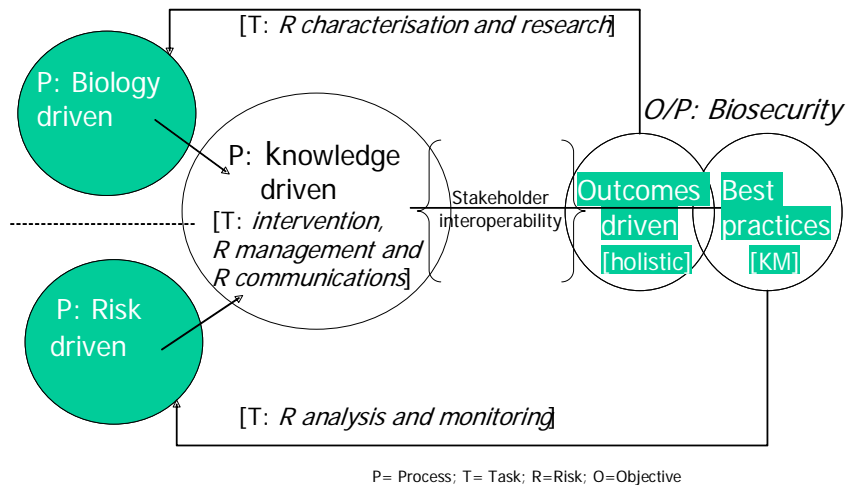 [T: R characterisation and research]
P: Biology
driven
O/P: Biosecurity
P: knowledge
driven
[T: intervention,
R management and
R communications]
Stakeholder
interoperability
Outcomes
driven
[holistic]
Best
practices
[KM]
P: Risk
driven
[T: R analysis and monitoring]
P= Process; T= Task; R=Risk; O=Objective